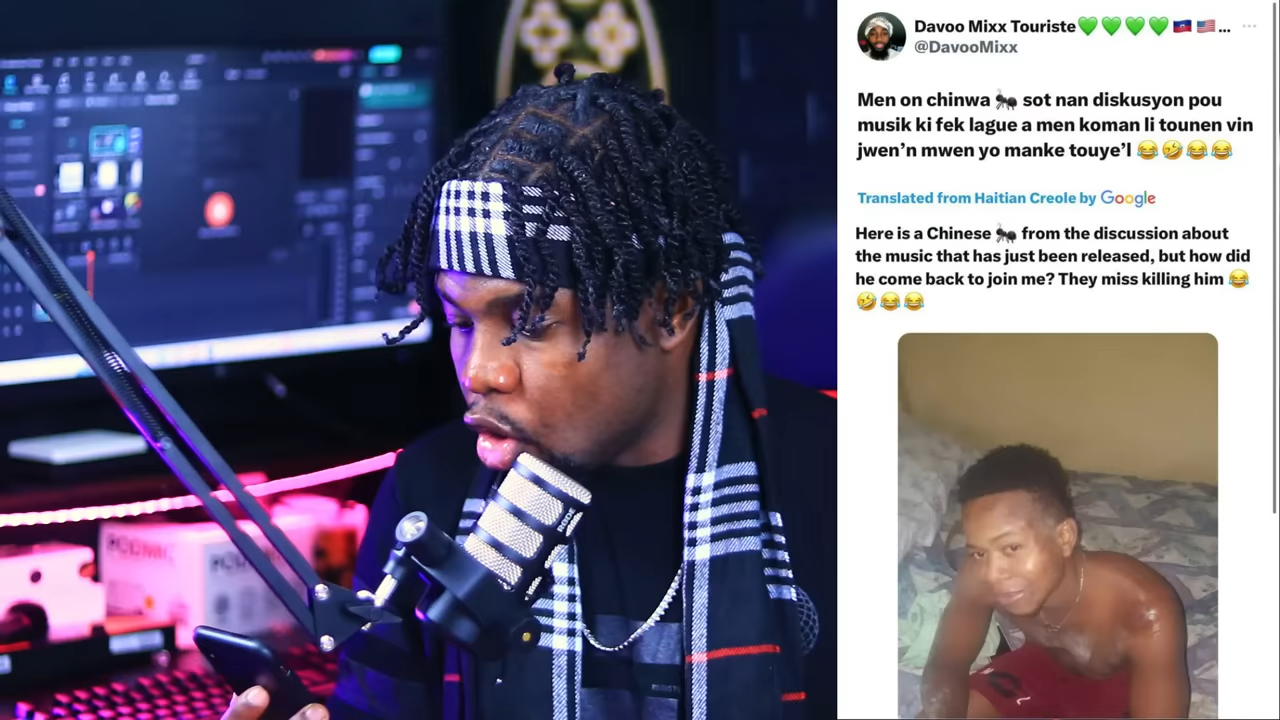 Davoo Mixx Touriste💚💚💚💚🇭🇹🇺🇸...
@DavooMixx
Men on chinwa 🐜 sot nan diskusyon pou
musik ki fek lague a men koman li tounen vin
jwen’n mwen yo manke touye’l 😂🤣😂😂
Translated from Haitian Creole by Google
Here is a Chinese 🐜 from the discussion about
the music that has just been released, but how did
he come back to join me? They miss killing him 😂
🤣😂😂
RODE